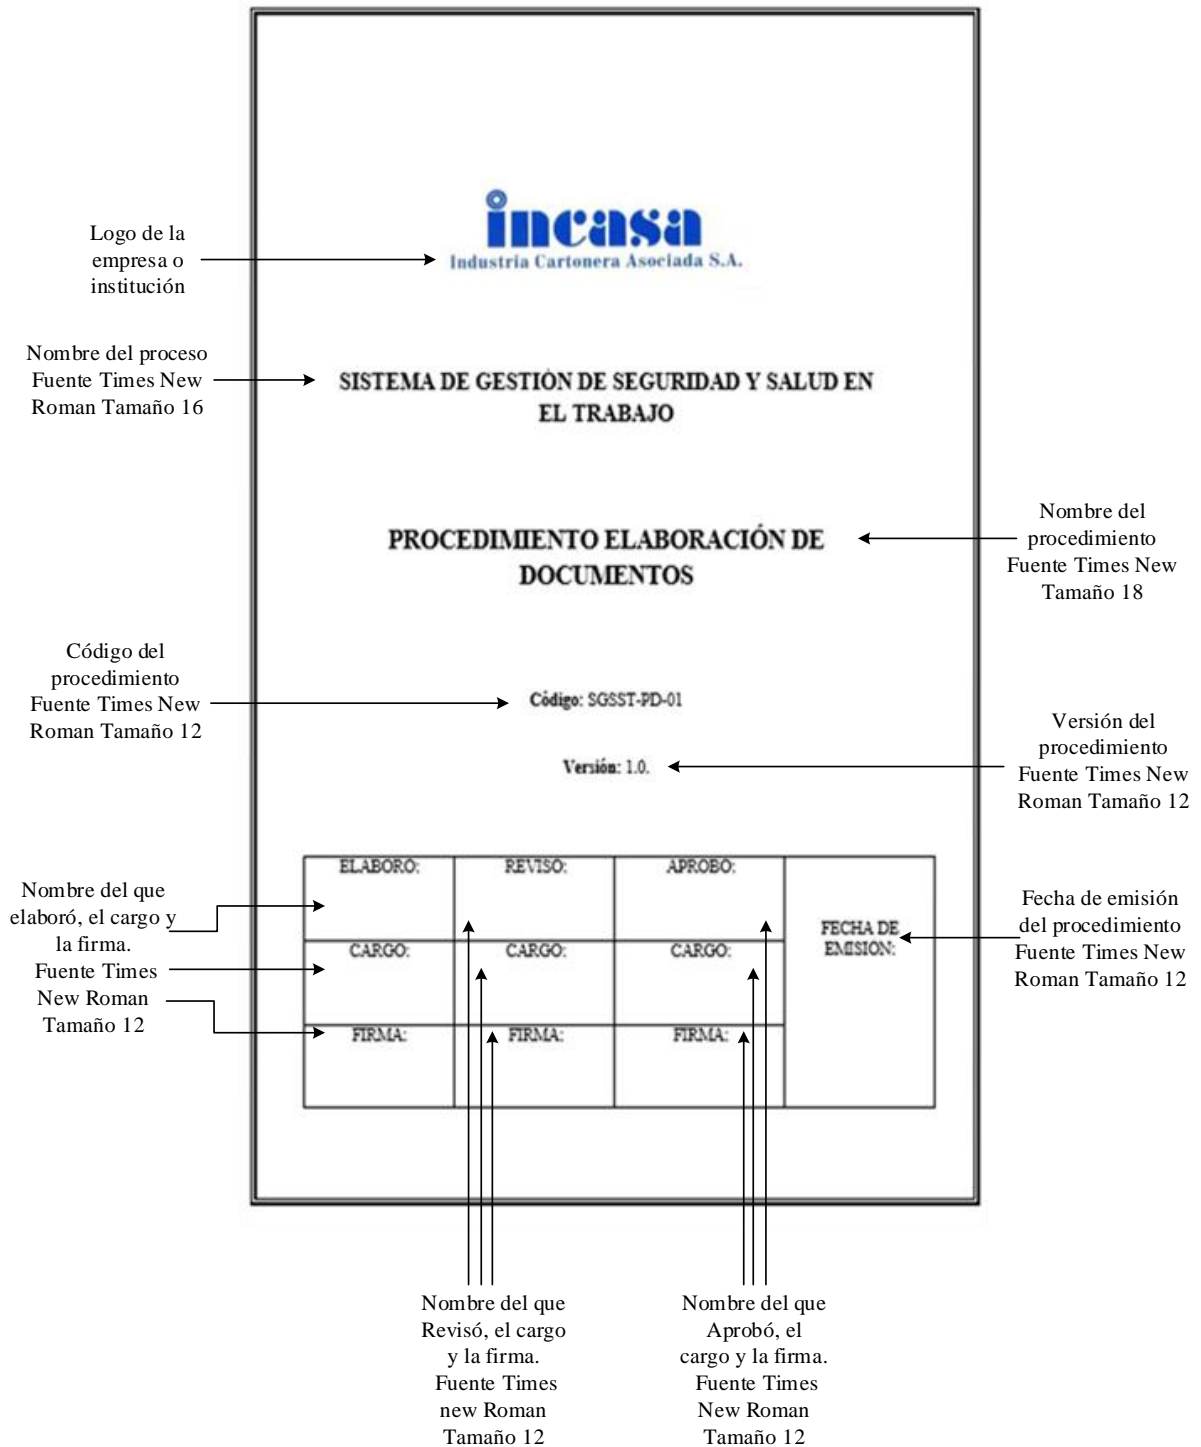 incasa
Industria Cartonera Asociada S.A.
Logo de la
empresa o
institución
Nombre del proceso
Fuente Times New
Roman Tamaño 16
SISTEMA DE GESTIÓN DE SEGURIDAD Y SALUD EN
EL TRABAJO
PROCEDIMIENTO ELABORACIÓN DE
DOCUMENTOS
Nombre del
procedimiento
Fuente Times New
Tamaño 18
Código del
procedimiento
Fuente Times New
Roman Tamaño 12
Código: SGSST-PD-01
Versión: 1.0.
Versión del
procedimiento
Fuente Times New
Roman Tamaño 12
Nombre del que
elaboró, el cargo y
la firma.
Fuente Times
New Roman
Tamaño 12
ELABORÓ:
REVISO:
APROBO:
FECHA DE
EMISION:
CARGO:
CARGO:
CARGO:
FIRMA:
FIRMA:
FIRMA:
Fecha de emisión
del procedimiento
Fuente Times New
Roman Tamaño 12
Nombre del que
Revisó, el cargo
y la firma.
Fuente Times
new Roman
Tamaño 12
Nombre del que
Aprobó, el
cargo y la firma.
Fuente Times
New Roman
Tamaño 12